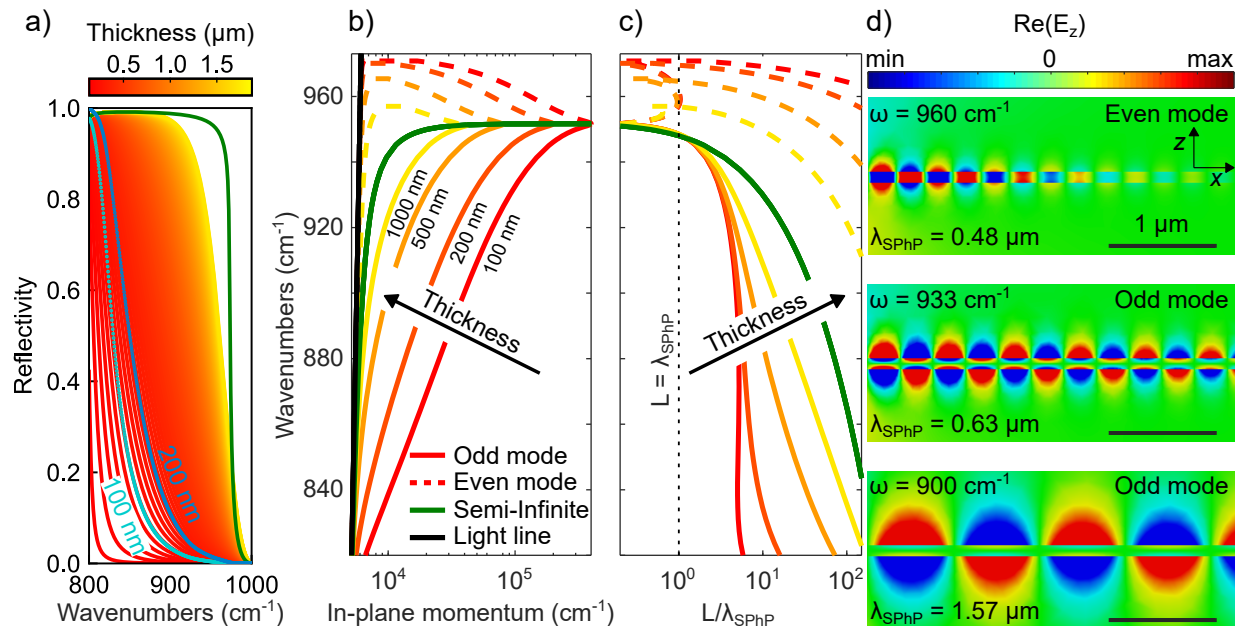 a)
Thickness (μm)
0.5 1.0 1.5
1.0
0.8
0.6
0.4
0.2
0.0
Reflectivity
100 nm
200 nm
800 900 1000
Wavenumbers (cm⁻¹)
b)
960
920
880
840
Wavenumbers (cm⁻¹)
1000 nm
500 nm
200 nm
100 nm
Thickness
Odd mode
Even mode
Semi-Infinite
Light line
10⁴ 10⁵
In-plane momentum (cm⁻¹)
c)
L = λSPhP
Thickness
10⁰ 10¹ 10²
L/λSPhP
d)
Re(Ez)
min 0 max
ω = 960 cm⁻¹ Even mode
z
x
λSPhP = 0.48 μm
1 μm
ω = 933 cm⁻¹ Odd mode
λSPhP = 0.63 μm
ω = 900 cm⁻¹ Odd mode
λSPhP = 1.57 μm